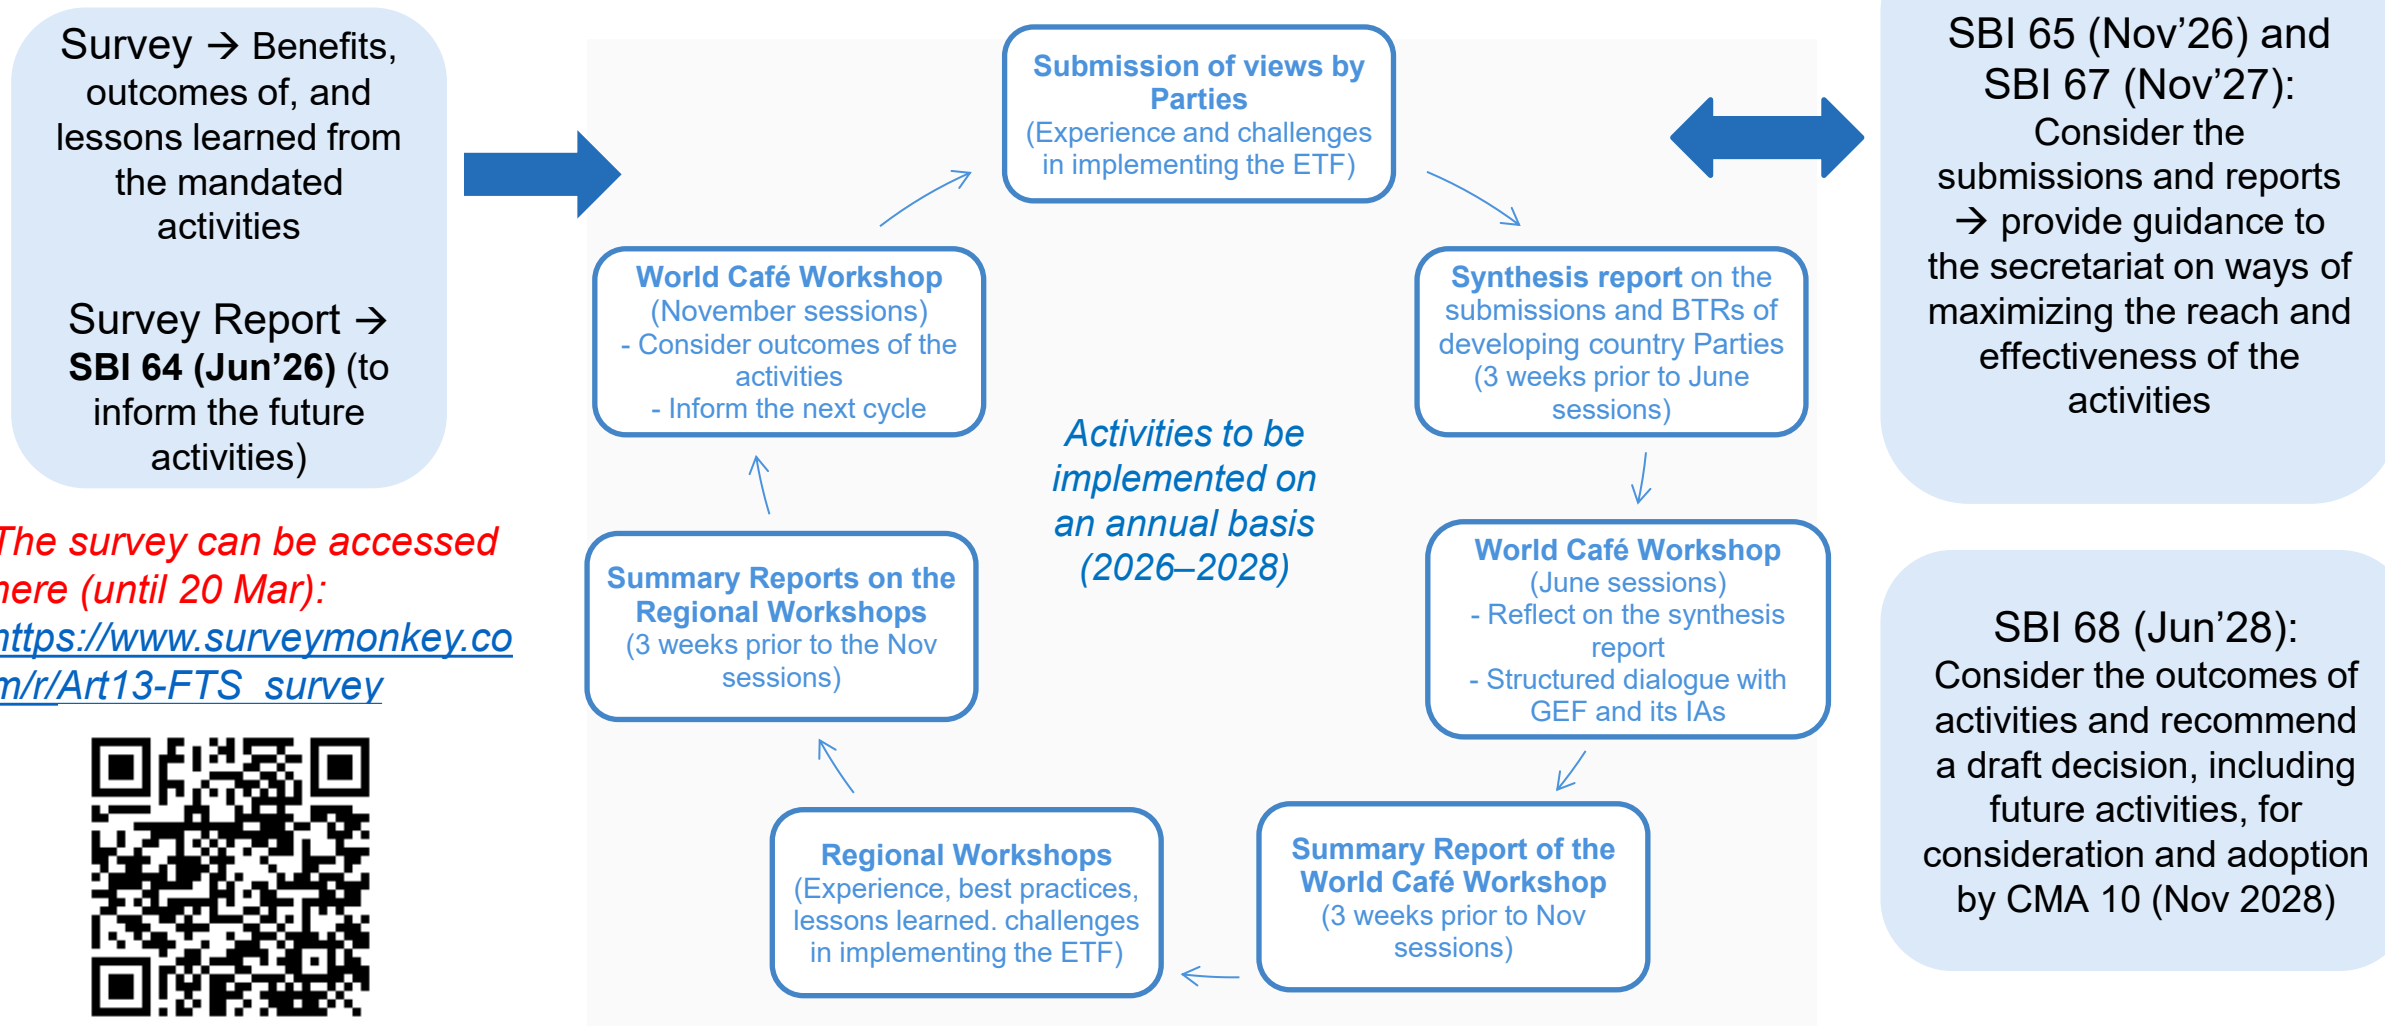 Survey → Benefits,
outcomes of, and
lessons learned from
the mandated
activities
Survey Report →
SBI 64 (Jun’26) (to
inform the future
activities)
The survey can be accessed
here (until 20 Mar):
https://www.surveymonkey.co
m/r/Art13-FTS_survey
Submission of views by
Parties
(Experience and challenges
in implementing the ETF)
Synthesis report on the
submissions and BTRs of
developing country Parties
(3 weeks prior to June
sessions)
World Café Workshop
(June sessions)
- Reflect on the synthesis
report
- Structured dialogue with
GEF and its IAs
Summary Report of the
World Café Workshop
(3 weeks prior to Nov
sessions)
Regional Workshops
(Experience, best practices,
lessons learned. challenges
in implementing the ETF)
Summary Reports on the
Regional Workshops
(3 weeks prior to the Nov
sessions)
World Café Workshop
(November sessions)
- Consider outcomes of the
activities
- Inform the next cycle
Activities to be
implemented on
an annual basis
(2026–2028)
SBI 65 (Nov’26) and
SBI 67 (Nov’27):
Consider the
submissions and reports
→ provide guidance to
the secretariat on ways of
maximizing the reach and
effectiveness of the
activities
SBI 68 (Jun’28):
Consider the outcomes of
activities and recommend
a draft decision, including
future activities, for
consideration and adoption
by CMA 10 (Nov 2028)